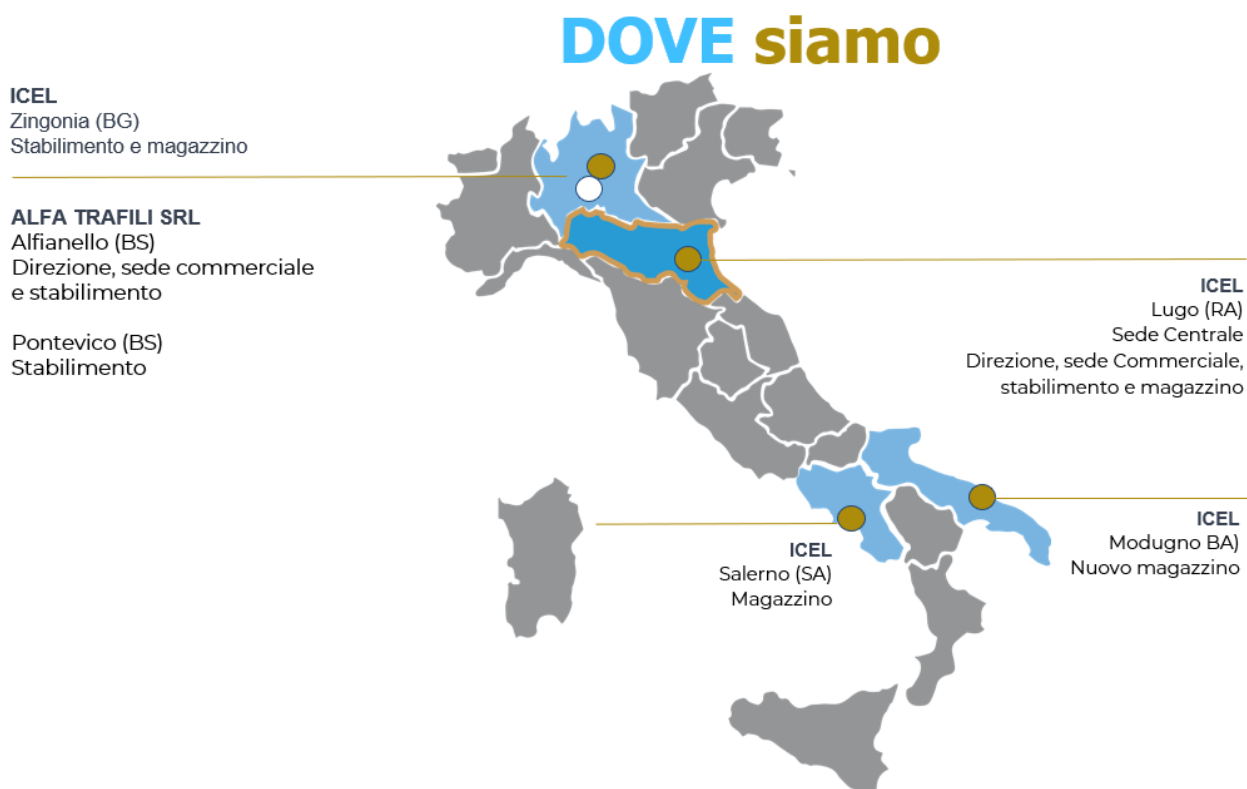 DOVE siamo
ICEL
Zingonia (BG)
Stabilimento e magazzino
ALFA TRAFILI SRL
Alfianello (BS)
Direzione, sede commerciale
e stabilimento
Pontevico (BS)
Stabilimento
ICEL
Lugo (RA)
Sede Centrale
Direzione, sede Commerciale,
stabilimento e magazzino
ICEL
Salerno (SA)
Magazzino
ICEL
Modugno BA)
Nuovo magazzino